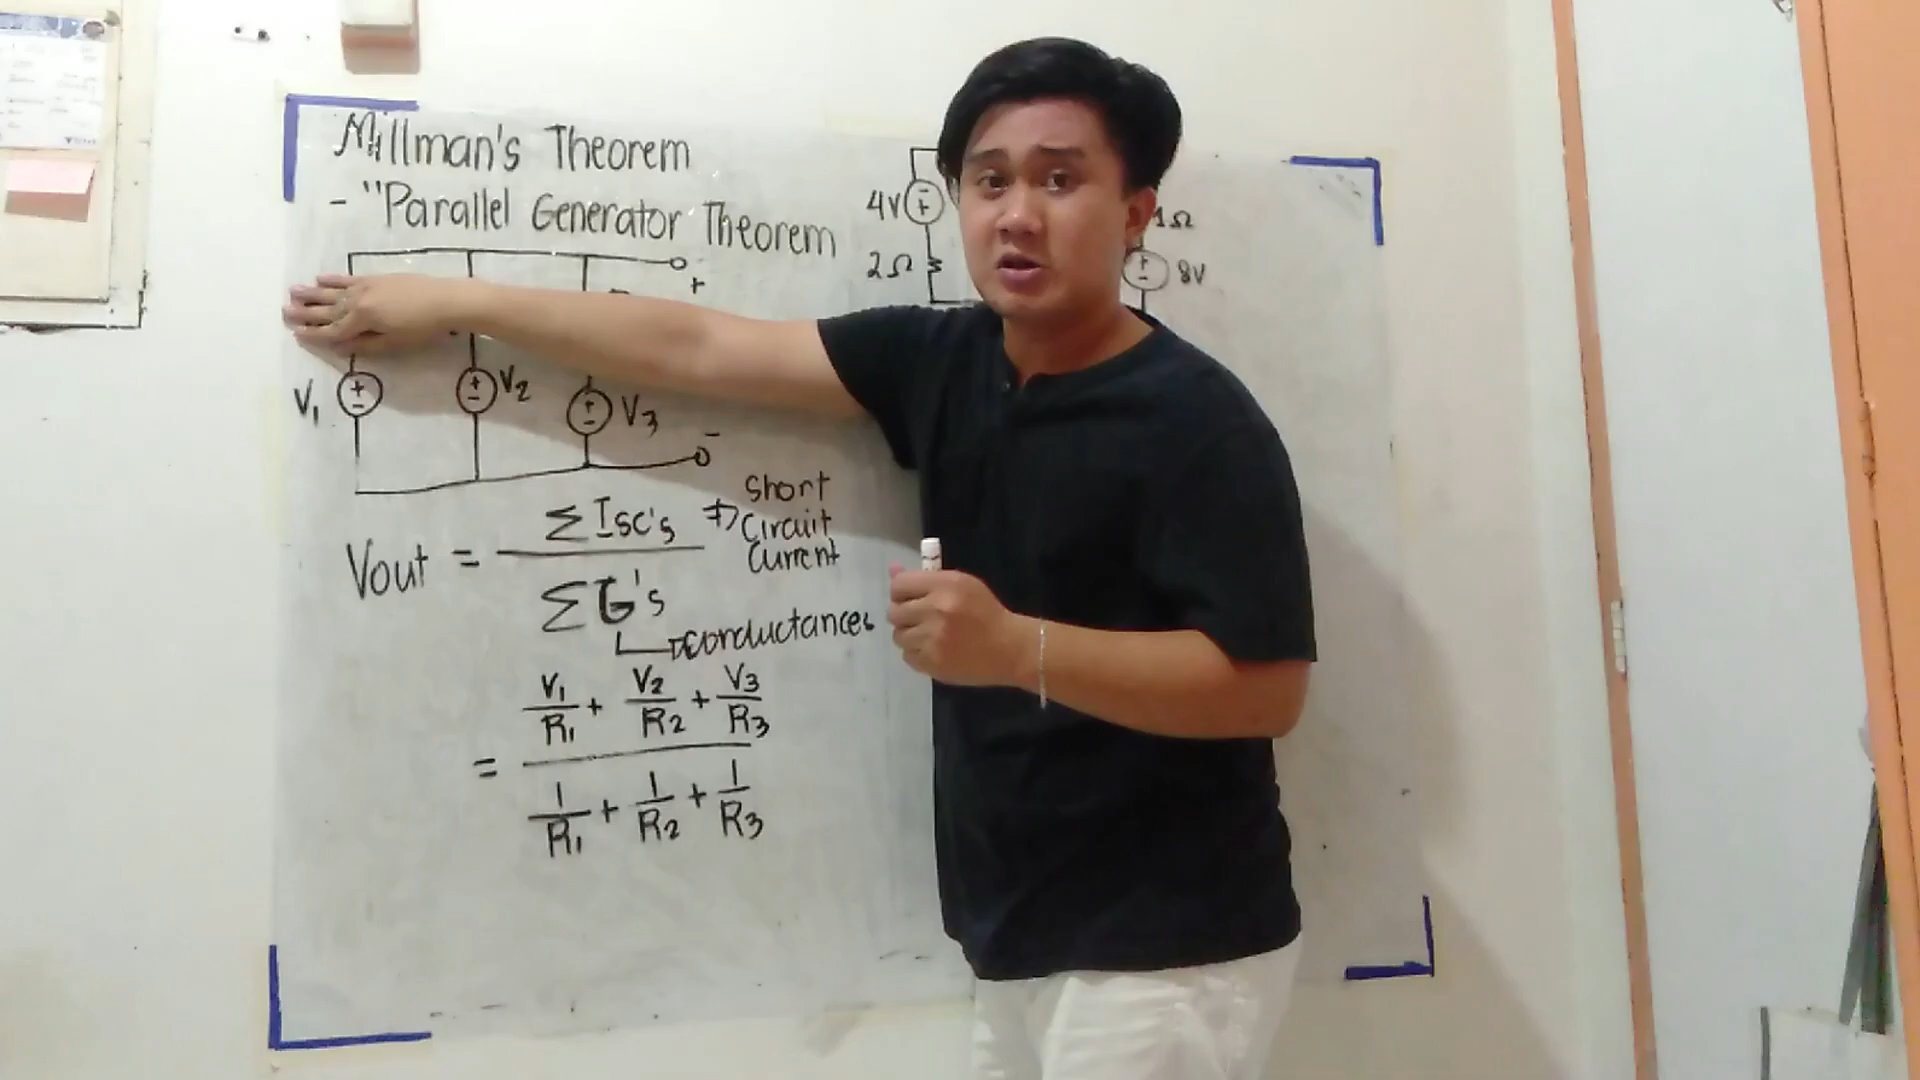 Millman's Theorem
- "Parallel Generator Theorem
+
V1
+
-
+
-
V2
+
-
V3
-
Vout = ΣIsc's / ΣG's
Short
Circuit
Current
conductances
= V1/R1 + V2/R2 + V3/R3
1/R1 + 1/R2 + 1/R3
4V
-
+
2Ω
1Ω
+
-
8V